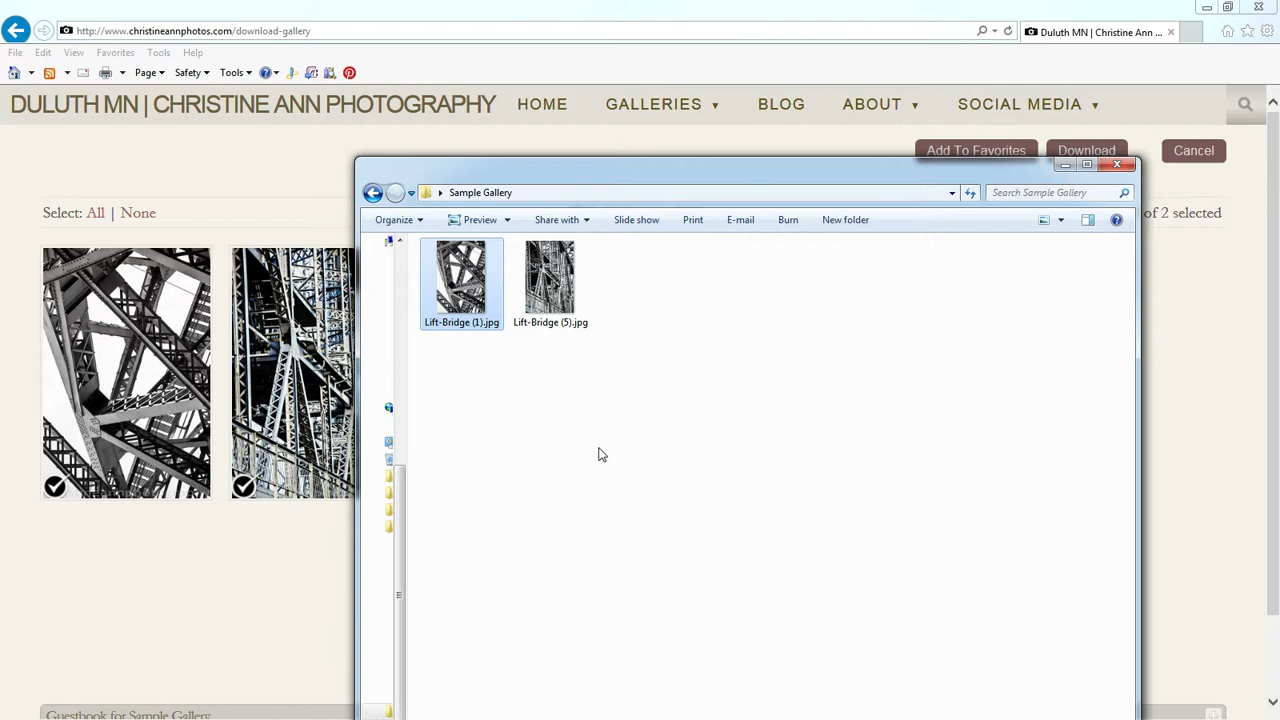 http://www.christineannphotos.com/download-gallery
Duluth MN | Christine Ann ...
File Edit View Favorites Tools Help
Page Safety Tools
DULUTH MN | CHRISTINE ANN PHOTOGRAPHY HOME GALLERIES BLOG ABOUT SOCIAL MEDIA
Add To Favorites Download Cancel
Sample Gallery Search Sample Gallery
Select: All | None of 2 selected
Organize Preview Share with Slide show Print E-mail Burn New folder
Lift-Bridge (1).jpg Lift-Bridge (5).jpg
Guestbook for Sample Gallery